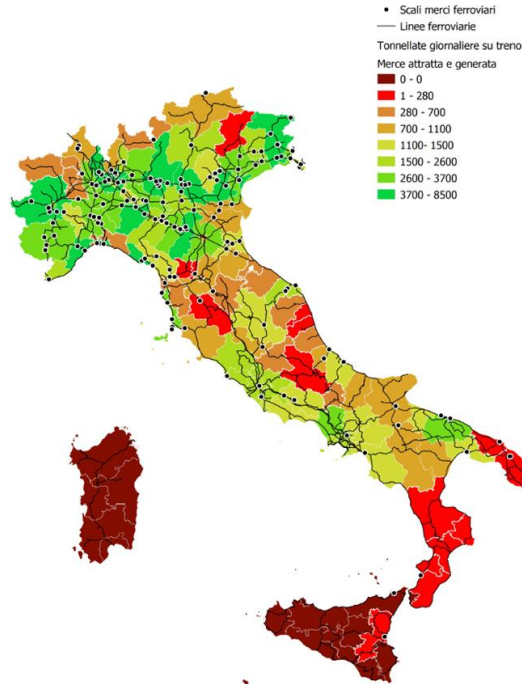 Scali merci ferroviari
Linee ferroviarie
Tonnellate giornaliere su treno
Merce attratta e generata
0 - 0
1 - 280
280 - 700
700 - 1100
1100 - 1500
1500 - 2600
2600 - 3700
3700 - 8500